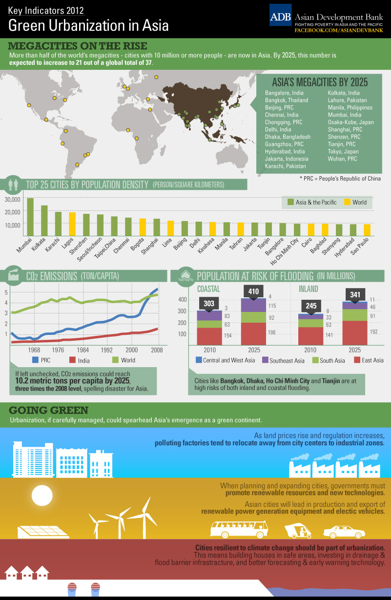 Key Indicators 2012
Green Urbanization in Asia
ADB Asian Development Bank
FIGHTING POVERTY IN ASIA AND THE PACIFIC
FACEBOOK.COM/ASIANDEVBANK
MEGACITIES ON THE RISE
More than half of the world's megacities - cities with 10 million or more people - are now in Asia. By 2025, this number is
expected to increase to 21 out of a global total of 37.
ASIA'S MEGACITIES BY 2025
Bangalore, India
Bangkok, Thailand
Beijing, PRC
Chennai, India
Chongqing, PRC
Delhi, India
Dhaka, Bangladesh
Guangzhou, PRC
Hyderabad, India
Jakarta, Indonesia
Karachi, Pakistan
Kolkata, India
Lahore, Pakistan
Manila, Philippines
Mumbai, India
Osaka-Kobe, Japan
Shanghai, PRC
Shenzen, PRC
Tianjin, PRC
Tokyo, Japan
Wuhan, PRC
* PRC = People's Republic of China
TOP 25 CITIES BY POPULATION DENSITY (PERSON/SQUARE KILOMETERS)
Asia & the Pacific
World
30,000
20,000
10,000
Mumbai
Kolkata
Karachi
Lagos
Shenzen
Seoul/Incheon
Taipei,China
Chennai
Bogota
Shanghai
Lima
Beijing
Delhi
Kinshasa
Manila
Tehran
Jakarta
Tianjin
Bangalore
Ho Chi Minh City
Cairo
Baghdad
Shenyang
Hyderabad
Sao Paulo
CO2 EMISSIONS (TON/CAPITA)
5
4
3
2
1
1968
1976
1984
1992
2000
2008
PRC
India
World
If left unchecked, CO2 emissions could reach
10.2 metric tons per capita by 2025,
three times the 2008 level, spelling disaster for Asia.
POPULATION AT RISK OF FLOODING (IN MILLIONS)
COASTAL
INLAND
400
300
200
100
303
410
245
341
3
83
63
154
4
115
92
198
8
33
63
141
11
46
91
192
2010
2025
2010
2025
Central and West Asia
Southeast Asia
South Asia
East Asia
Cities like Bangkok, Dhaka, Ho Chi Minh City and Tianjin are at
high risks of both inland and coastal flooding.
GOING GREEN
Urbanization, if carefully managed, could spearhead Asia's emergence as a green continent.
As land prices rise and regulation increases,
polluting factories tend to relocate away from city centers to industrial zones.
When planning and expanding cities, governments must
promote renewable resources and new technologies.
Asian cities will lead in production and export of
renewable power generation equipment and electic vehicles.
Cities resilient to climate change should be part of urbanization.
This means building houses in safe areas, investing in drainage &
flood barrier infrastracture, and better forecasting & early warning technology.